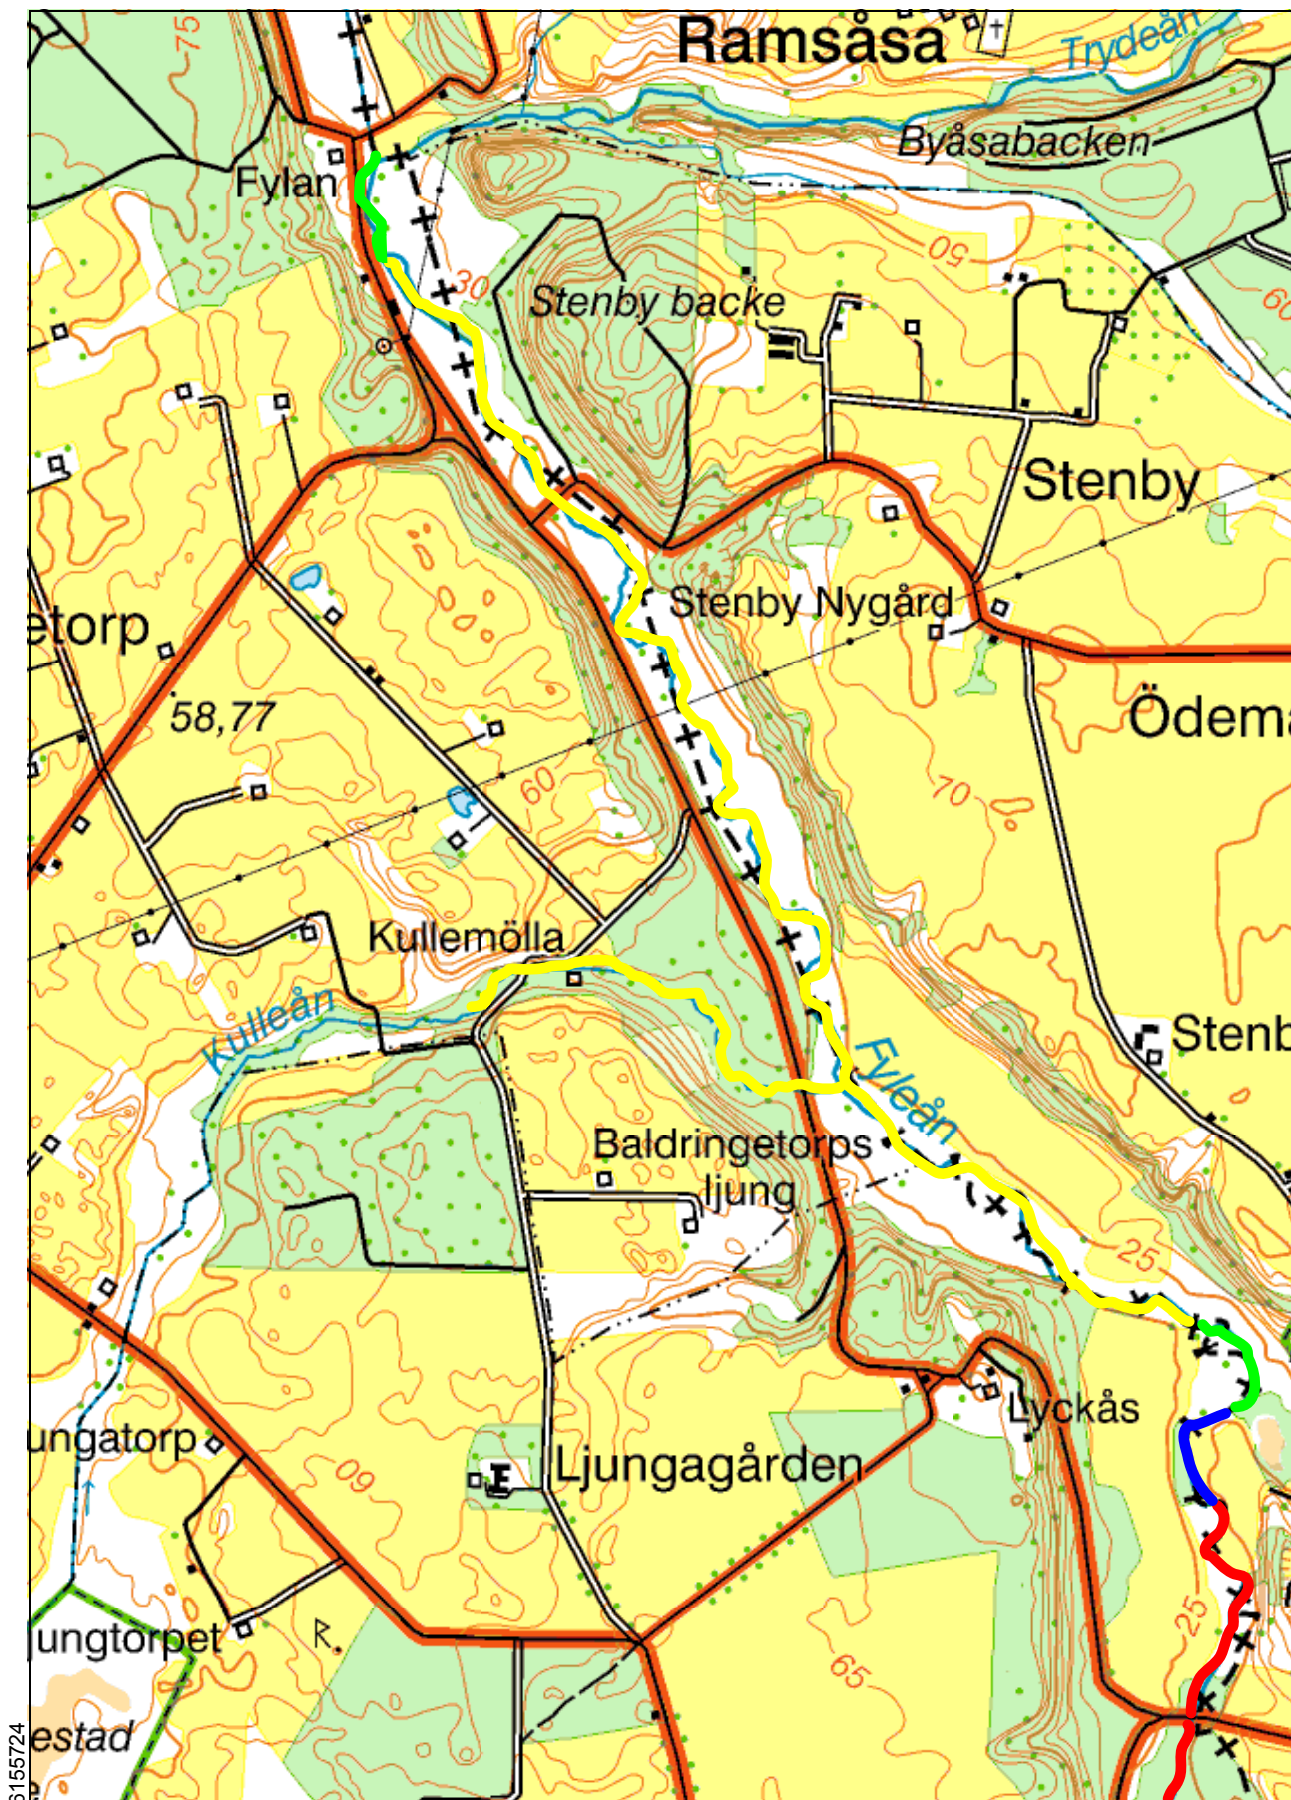 Ramsåsa
Trydeån
75
Byåsabacken
Fylan
50
30
Stenby backe
60
Stenby
Stenby Nygård
etorp
58,77
Ödema
60
70
Kullemölla
Kulleån
Stenb
Fyleån
Baldringetorps
ljung
25
Lyckås
ungatorp
Ljungagården
60
25
jungtorpet
R
65
estad
6155724